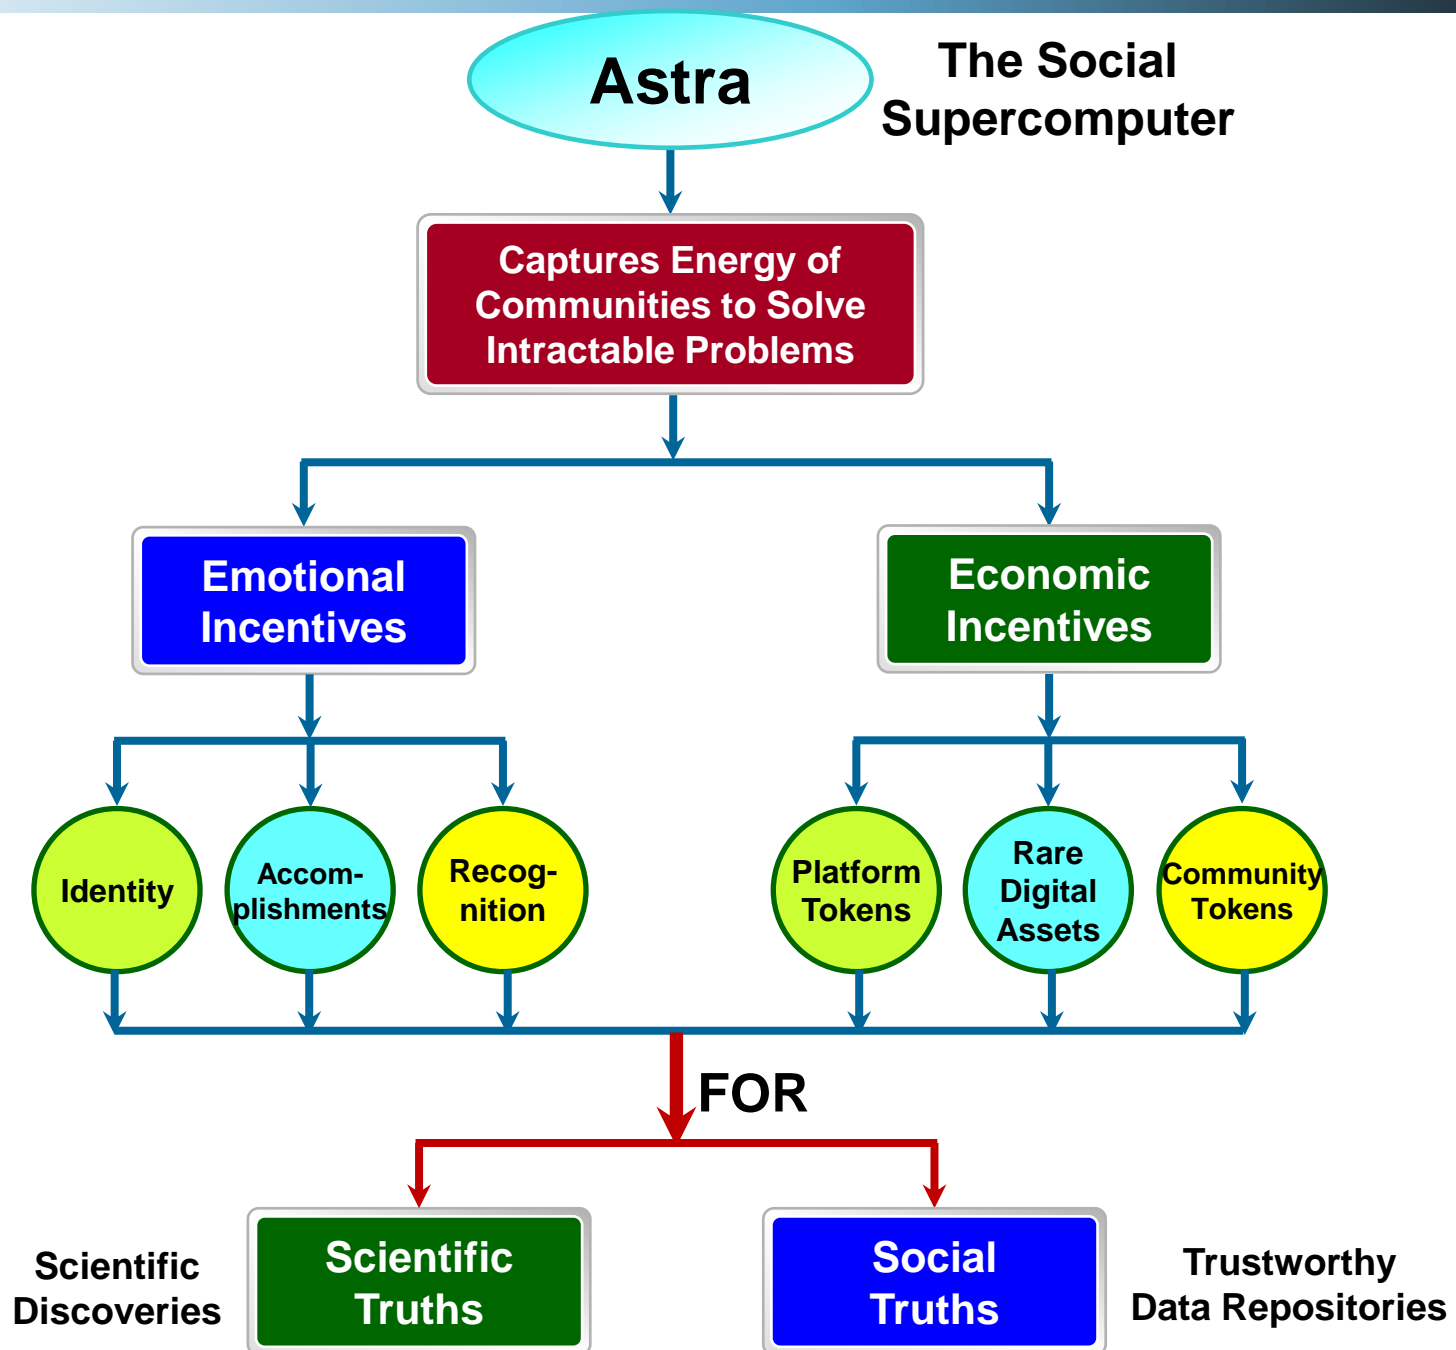 Astra
The Social
Supercomputer
Captures Energy of
Communities to Solve
Intractable Problems
Emotional
Incentives
Economic
Incentives
Identity
Accom-
plishments
Recog-
nition
Platform
Tokens
Rare
Digital
Assets
Community
Tokens
FOR
Scientific
Discoveries
Scientific
Truths
Social
Truths
Trustworthy
Data Repositories